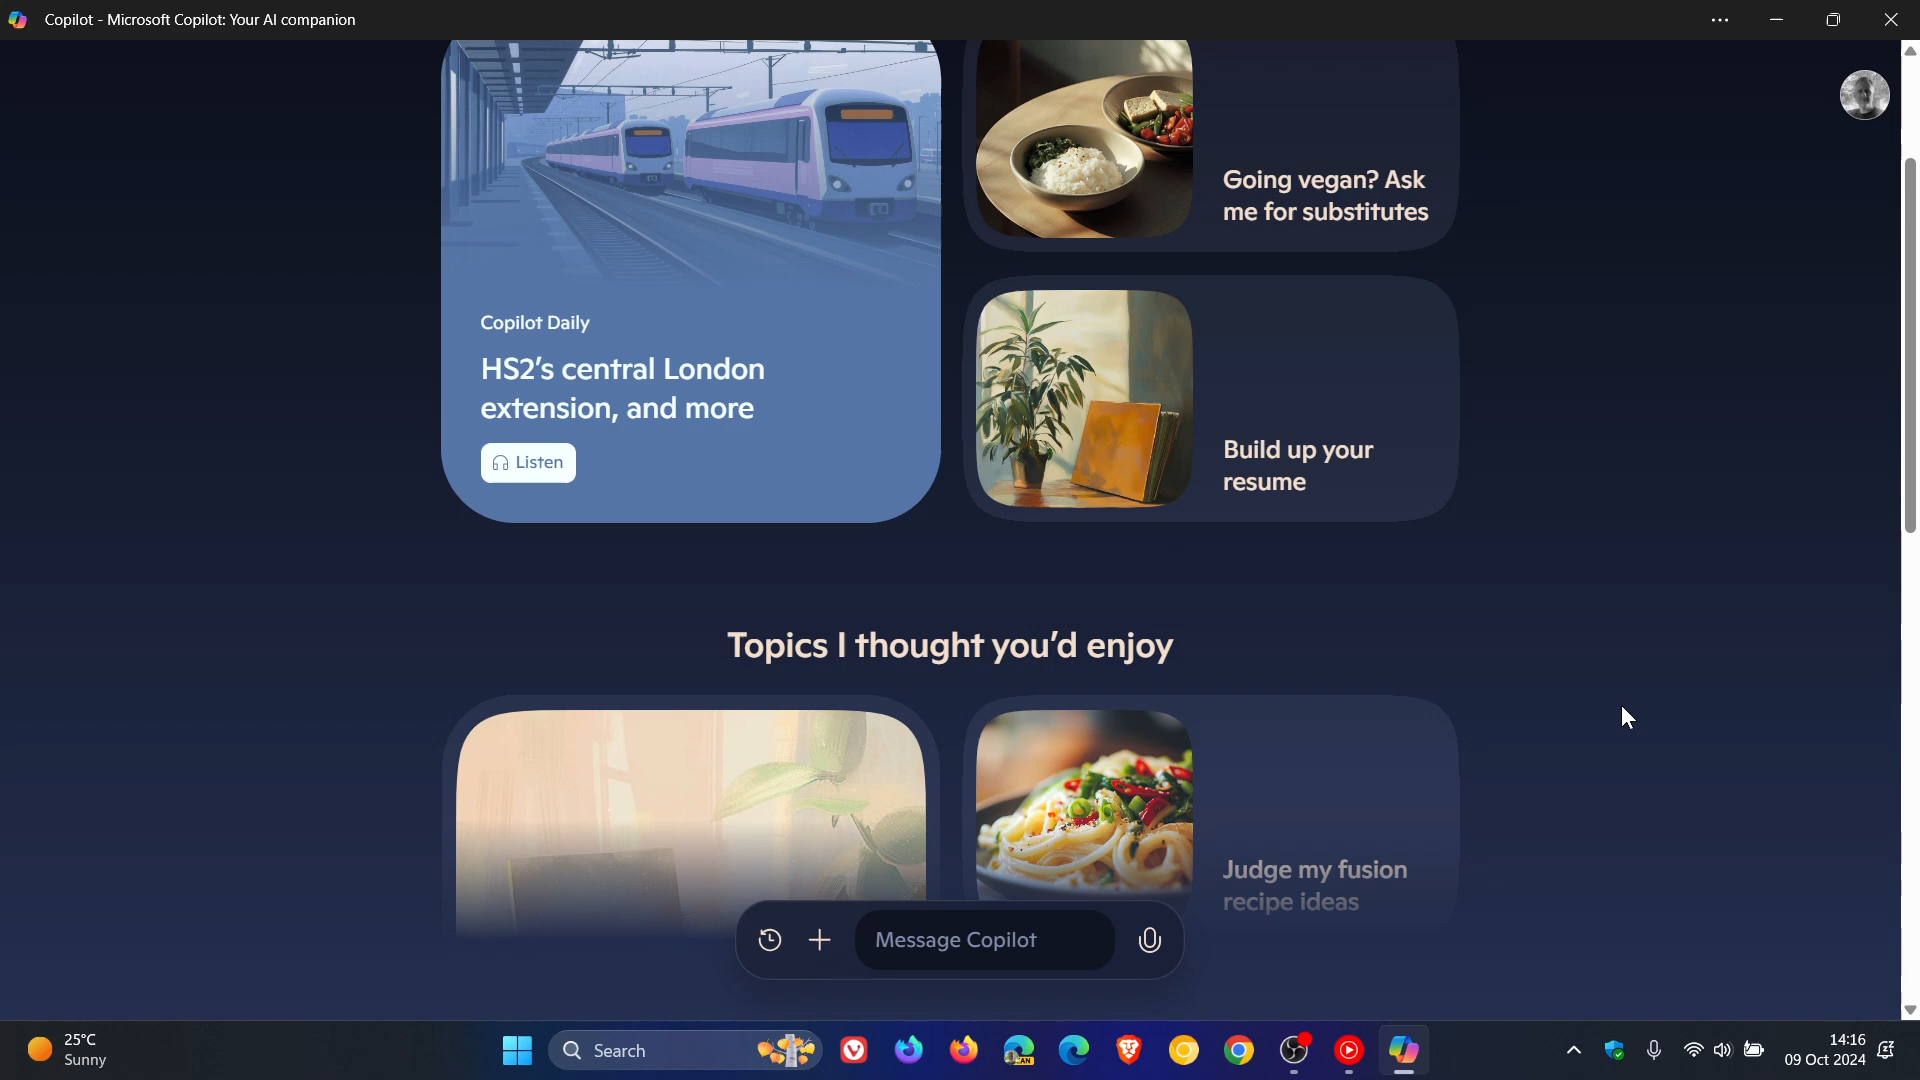 Copilot - Microsoft Copilot: Your AI companion
Going vegan? Ask
me for substitutes
Copilot Daily
HS2's central London
extension, and more
Listen
Build up your
resume
Topics I thought you'd enjoy
Judge my fusion
recipe ideas
Message Copilot
25°C
Sunny
Search
14:16
09 Oct 2024